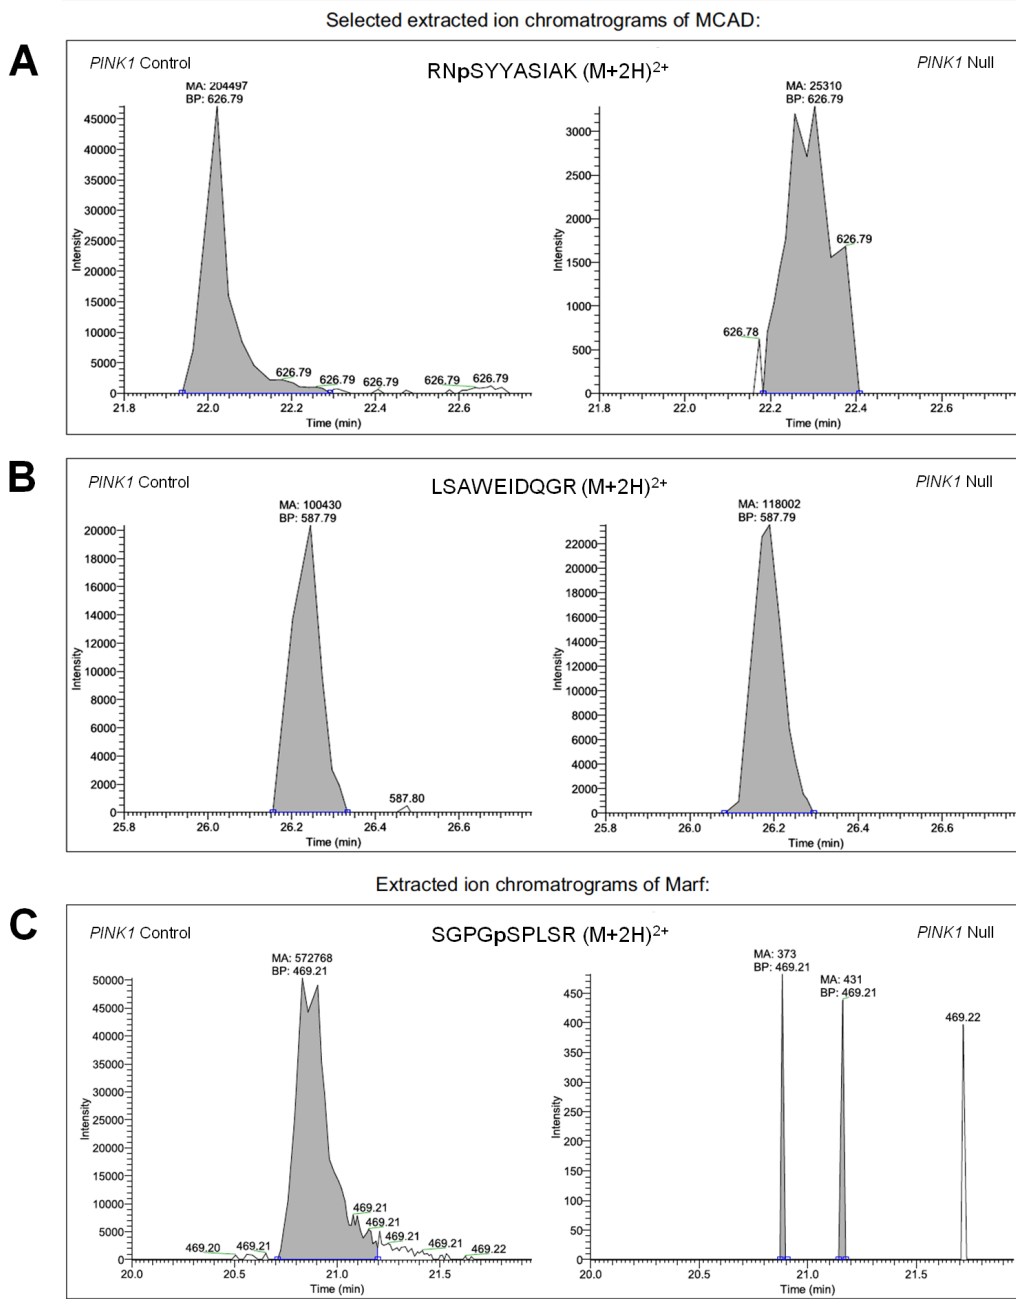 Selected extracted ion chromatograms of MCAD:
A
PINK1 Control
RNpSYYASIAK (M+2H)2+
PINK1 Null
MA: 204497
BP: 626.79
45000
40000
35000
30000
25000
20000
15000
10000
5000
0
Intensity
626.79
626.79
626.79
626.79
626.79
21.8
22.0
22.2
22.4
22.6
Time (min)
MA: 25310
BP: 626.79
3000
2500
2000
1500
1000
500
0
Intensity
626.79
626.78
21.8
22.0
22.2
22.4
22.6
Time (min)
B
PINK1 Control
LSAWEIDQGR (M+2H)2+
PINK1 Null
MA: 100430
BP: 587.79
20000
18000
16000
14000
12000
10000
8000
6000
4000
2000
0
Intensity
587.80
25.8
26.0
26.2
26.4
26.6
Time (min)
MA: 118002
BP: 587.79
22000
20000
18000
16000
14000
12000
10000
8000
6000
4000
2000
0
Intensity
25.8
26.0
26.2
26.4
26.6
Time (min)
Extracted ion chromatograms of Marf:
C
PINK1 Control
SGPGpSPLSR (M+2H)2+
PINK1 Null
MA: 572768
BP: 469.21
50000
45000
40000
35000
30000
25000
20000
15000
10000
5000
0
Intensity
469.20
469.21
469.21
469.21
469.21
469.21
469.22
20.0
20.5
21.0
21.5
Time (min)
MA: 373
BP: 469.21
MA: 431
BP: 469.21
469.22
450
400
350
300
250
200
150
100
50
0
Intensity
20.0
20.5
21.0
21.5
Time (min)